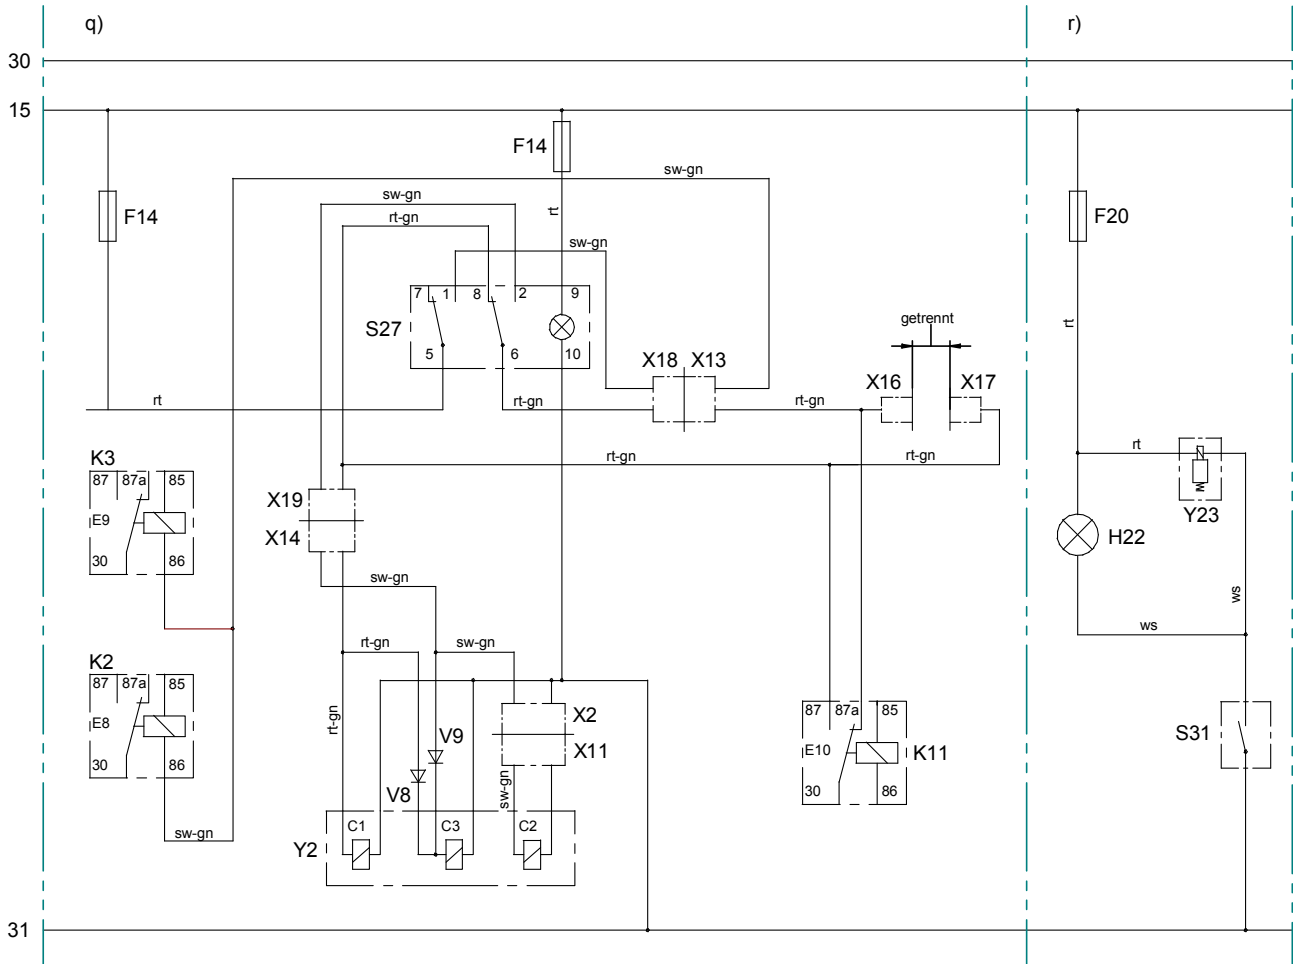 q)
r)
30
15
F14
sw-gn
sw-gn
F14
rt
F20
rt-gn
sw-gn
7 1 8 2 9
S27
5 6 10
getrennt
rt
X18 X13
X16 X17
rt
rt-gn
rt-gn
rt
K3
rt-gn
rt-gn
87 87a 85
X19
Y23
E9
X14
H22
30 86
sw-gn
ws
ws
rt-gn
sw-gn
K2
87 87a 85
rt-gn
X2
87 87a 85
E8
V9
X11
E10
K11
S31
30 86
V8
sw-gn
30 86
sw-gn
C1 C3 C2
Y2
31